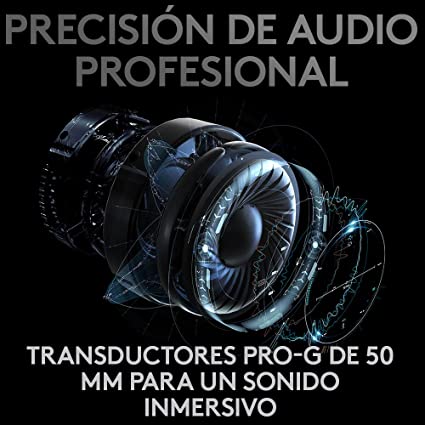 PRECISIÓN DE AUDIO
PROFESIONAL
TRANSDUCTORES PRO-G DE 50
MM PARA UN SONIDO
INMERSIVO